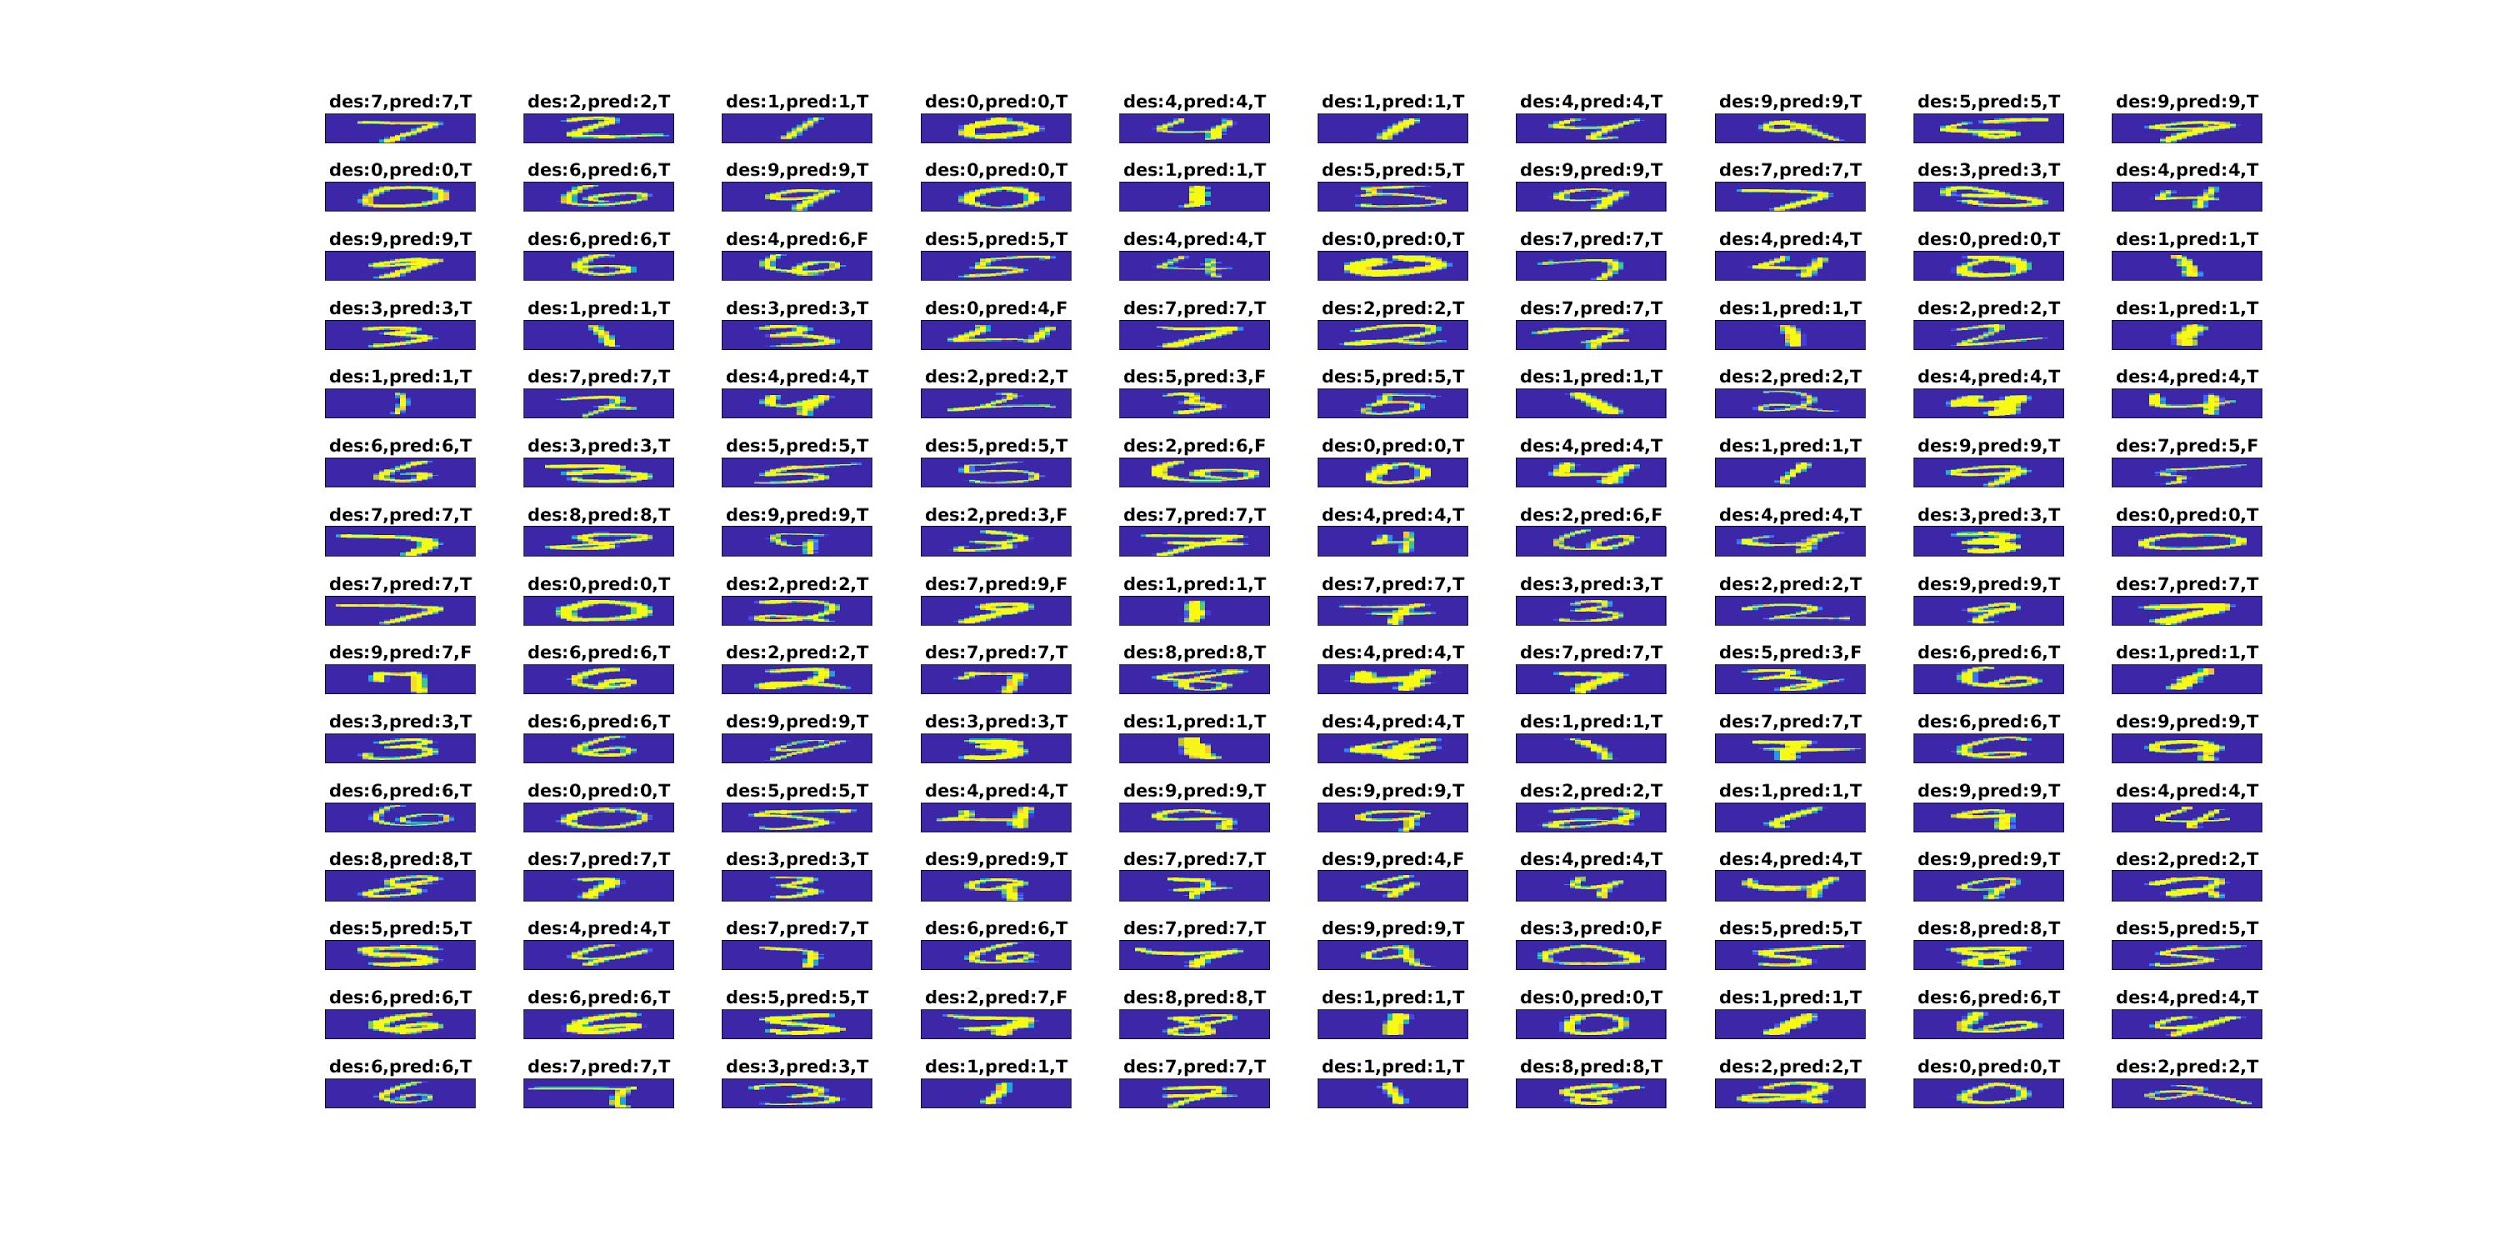 des:7,pred:7,T des:2,pred:2,T des:1,pred:1,T des:0,pred:0,T des:4,pred:4,T des:1,pred:1,T des:4,pred:4,T des:9,pred:9,T des:5,pred:5,T des:9,pred:9,T
des:0,pred:0,T des:6,pred:6,T des:9,pred:9,T des:0,pred:0,T des:1,pred:1,T des:5,pred:5,T des:9,pred:9,T des:7,pred:7,T des:3,pred:3,T des:4,pred:4,T
des:9,pred:9,T des:6,pred:6,T des:4,pred:6,F des:5,pred:5,T des:4,pred:4,T des:0,pred:0,T des:7,pred:7,T des:4,pred:4,T des:0,pred:0,T des:1,pred:1,T
des:3,pred:3,T des:1,pred:1,T des:3,pred:3,T des:0,pred:4,F des:7,pred:7,T des:2,pred:2,T des:7,pred:7,T des:1,pred:1,T des:2,pred:2,T des:1,pred:1,T
des:1,pred:1,T des:7,pred:7,T des:4,pred:4,T des:2,pred:2,T des:5,pred:3,F des:5,pred:5,T des:1,pred:1,T des:2,pred:2,T des:4,pred:4,T des:4,pred:4,T
des:6,pred:6,T des:3,pred:3,T des:5,pred:5,T des:5,pred:5,T des:2,pred:6,F des:0,pred:0,T des:4,pred:4,T des:1,pred:1,T des:9,pred:9,T des:7,pred:5,F
des:7,pred:7,T des:8,pred:8,T des:9,pred:9,T des:2,pred:3,F des:7,pred:7,T des:4,pred:4,T des:2,pred:6,F des:4,pred:4,T des:3,pred:3,T des:0,pred:0,T
des:7,pred:7,T des:0,pred:0,T des:2,pred:2,T des:7,pred:9,F des:1,pred:1,T des:7,pred:7,T des:3,pred:3,T des:2,pred:2,T des:9,pred:9,T des:7,pred:7,T
des:9,pred:7,F des:6,pred:6,T des:2,pred:2,T des:7,pred:7,T des:8,pred:8,T des:4,pred:4,T des:7,pred:7,T des:5,pred:3,F des:6,pred:6,T des:1,pred:1,T
des:3,pred:3,T des:6,pred:6,T des:9,pred:9,T des:3,pred:3,T des:1,pred:1,T des:4,pred:4,T des:1,pred:1,T des:7,pred:7,T des:6,pred:6,T des:9,pred:9,T
des:6,pred:6,T des:0,pred:0,T des:5,pred:5,T des:4,pred:4,T des:9,pred:9,T des:9,pred:9,T des:2,pred:2,T des:1,pred:1,T des:9,pred:9,T des:4,pred:4,T
des:8,pred:8,T des:7,pred:7,T des:3,pred:3,T des:9,pred:9,T des:7,pred:7,T des:9,pred:4,F des:4,pred:4,T des:4,pred:4,T des:9,pred:9,T des:2,pred:2,T
des:5,pred:5,T des:4,pred:4,T des:7,pred:7,T des:6,pred:6,T des:7,pred:7,T des:9,pred:9,T des:3,pred:0,F des:5,pred:5,T des:8,pred:8,T des:5,pred:5,T
des:6,pred:6,T des:6,pred:6,T des:5,pred:5,T des:2,pred:7,F des:8,pred:8,T des:1,pred:1,T des:0,pred:0,T des:1,pred:1,T des:6,pred:6,T des:4,pred:4,T
des:6,pred:6,T des:7,pred:7,T des:3,pred:3,T des:1,pred:1,T des:7,pred:7,T des:1,pred:1,T des:8,pred:8,T des:2,pred:2,T des:0,pred:0,T des:2,pred:2,T